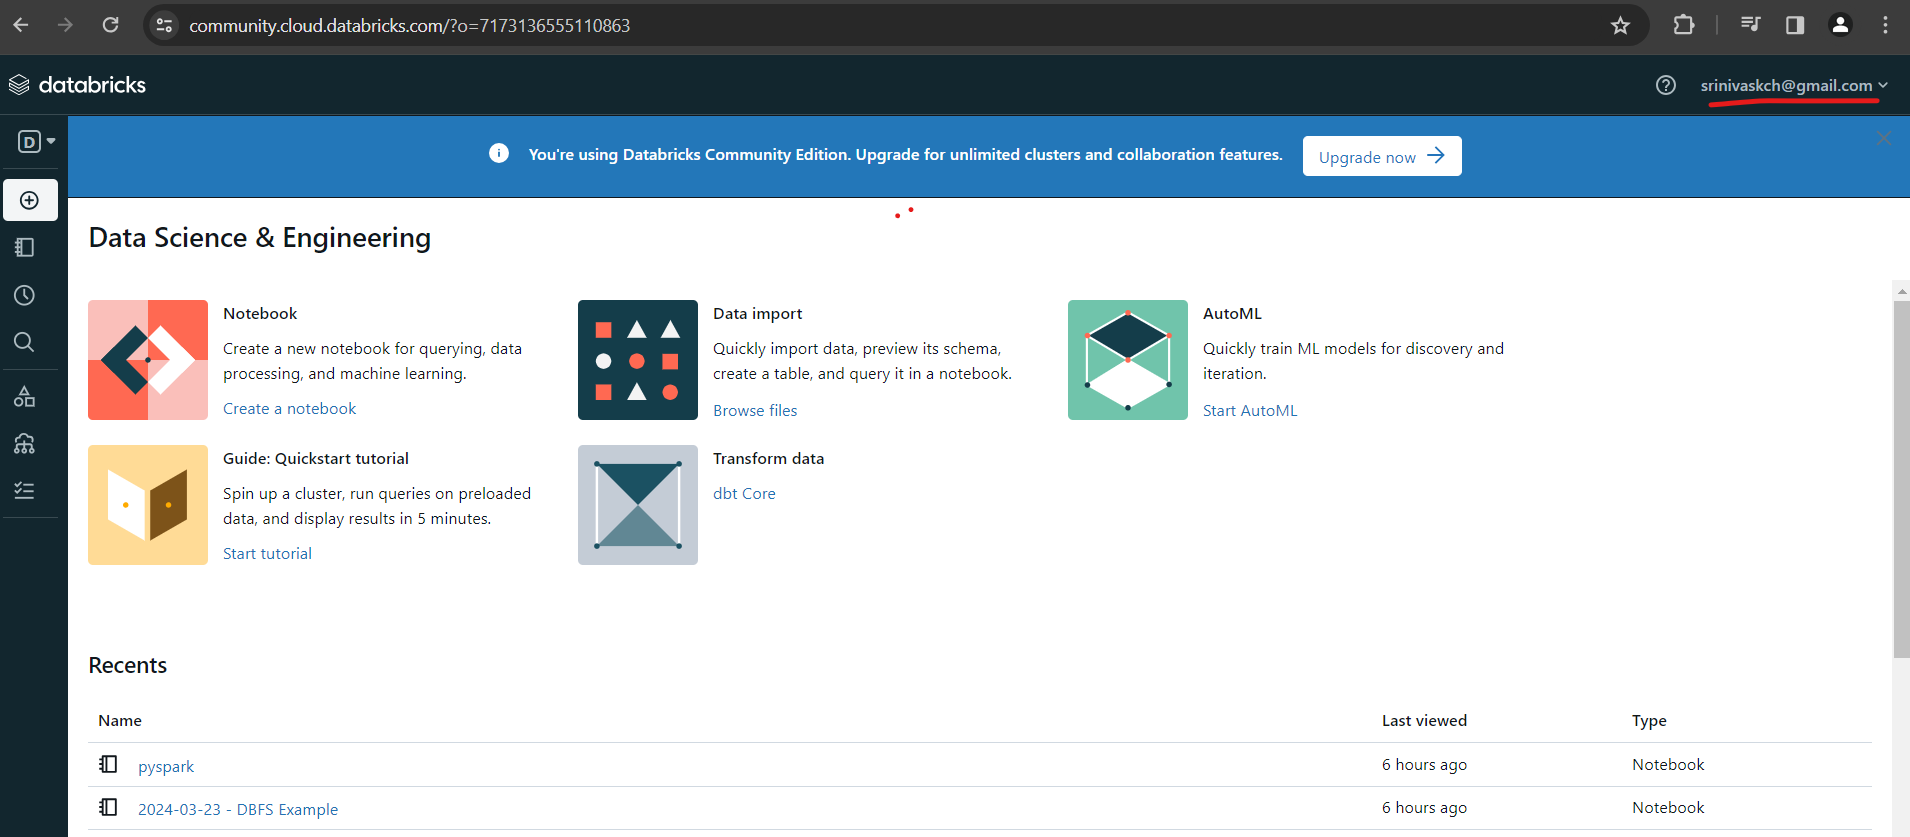 community.cloud.databricks.com/?o=7173136555110863
databricks
srinivaskch@gmail.com
D
You're using Databricks Community Edition. Upgrade for unlimited clusters and collaboration features.
Upgrade now
Data Science & Engineering
Notebook
Create a new notebook for querying, data
processing, and machine learning.
Create a notebook
Data import
Quickly import data, preview its schema,
create a table, and query it in a notebook.
Browse files
AutoML
Quickly train ML models for discovery and
iteration.
Start AutoML
Guide: Quickstart tutorial
Spin up a cluster, run queries on preloaded
data, and display results in 5 minutes.
Start tutorial
Transform data
dbt Core
Recents
Name Last viewed Type
pyspark 6 hours ago Notebook
2024-03-23 - DBFS Example 6 hours ago Notebook